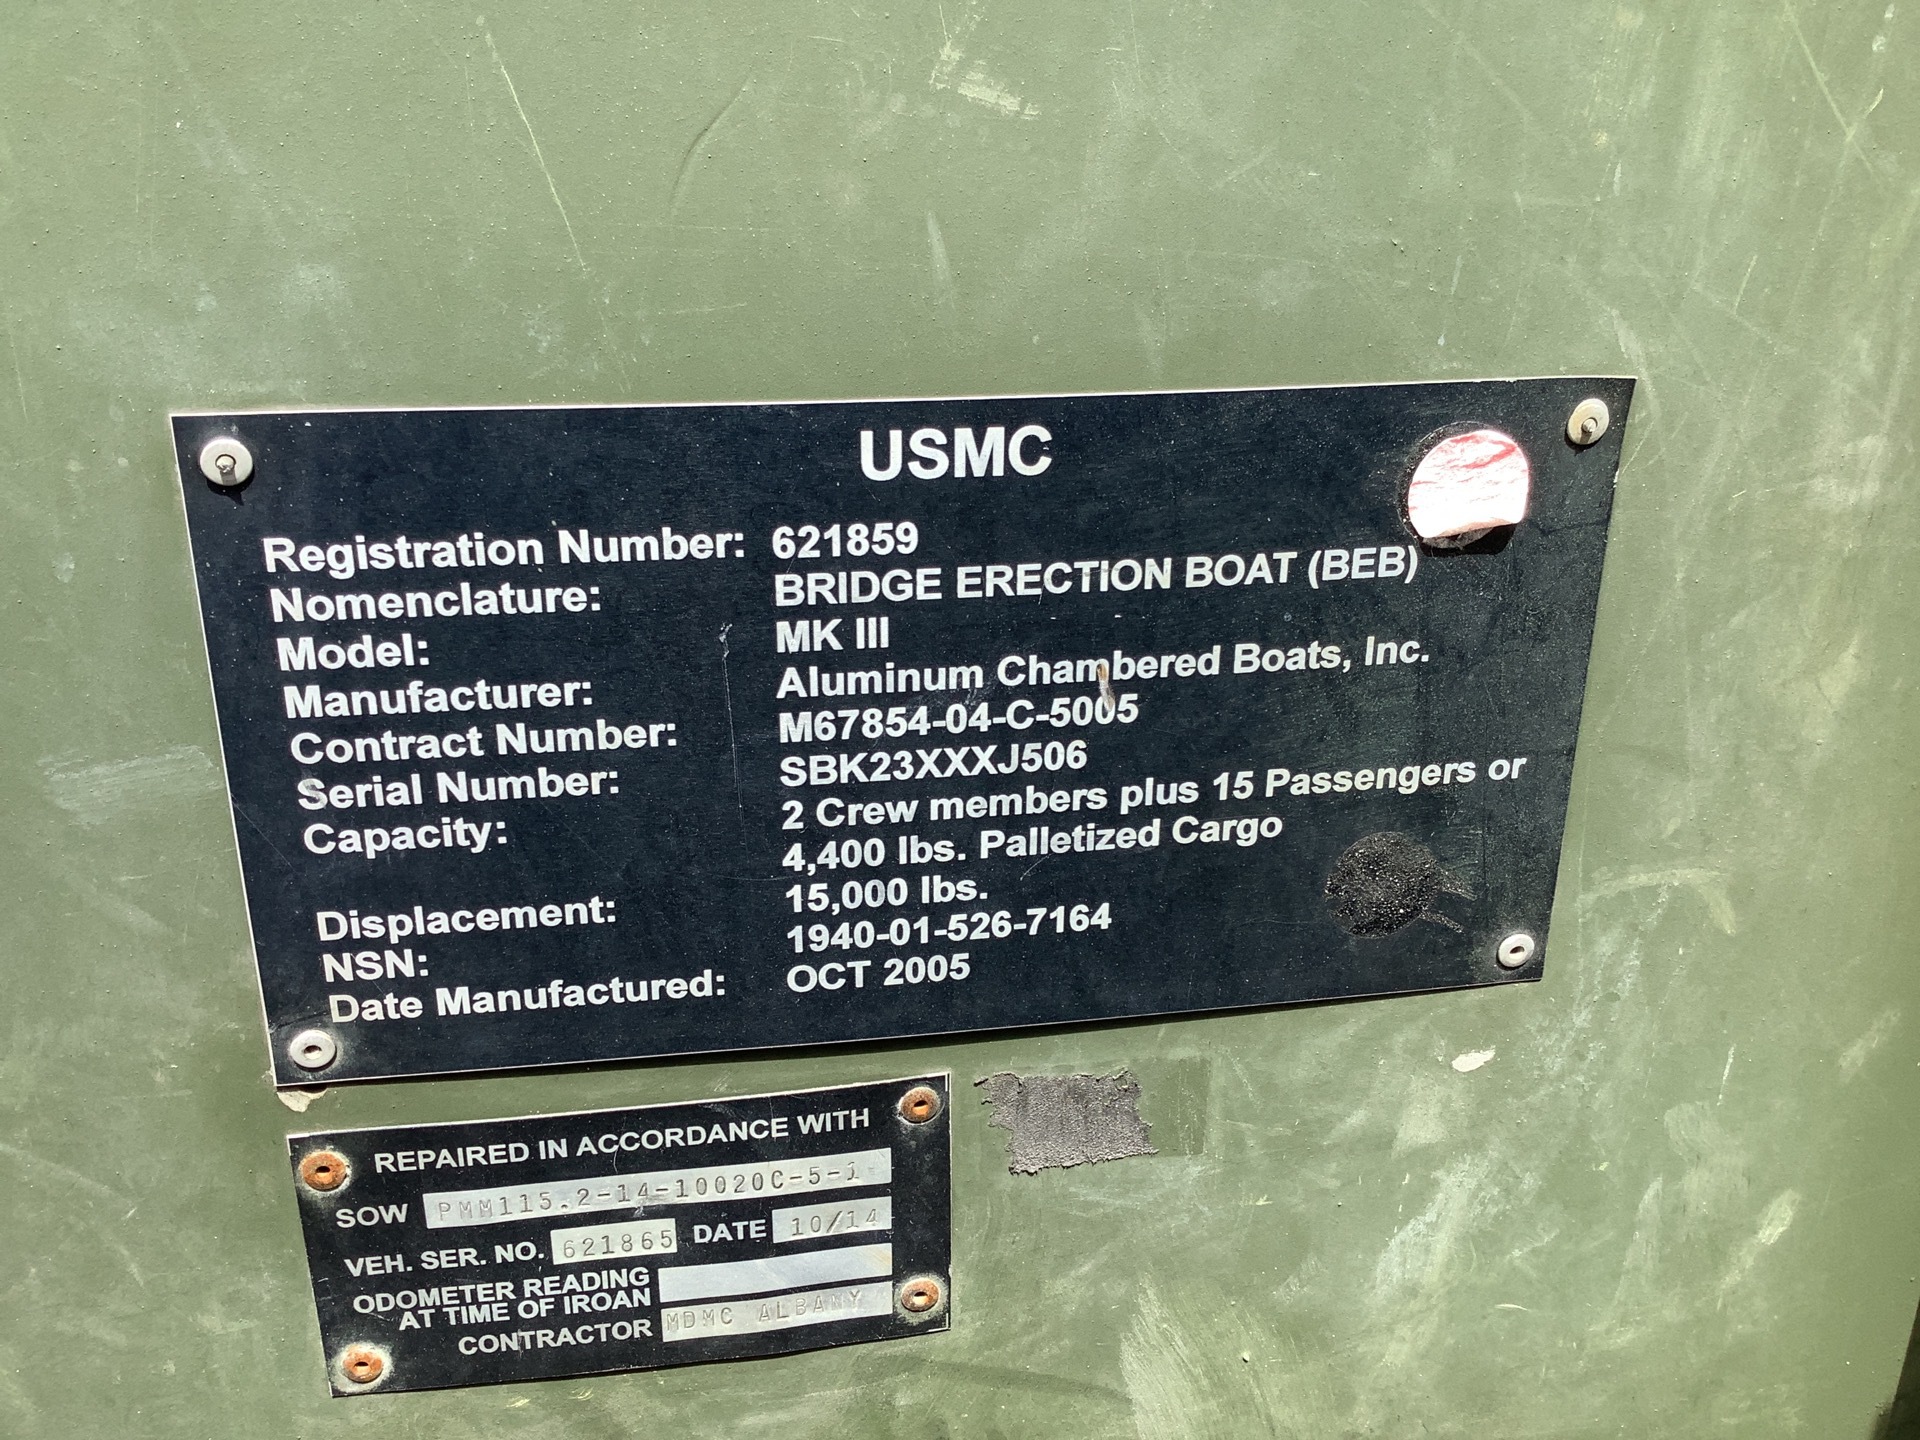 USMC
Registration Number: 621859
Nomenclature: BRIDGE ERECTION BOAT (BEB)
Model: MK III
Manufacturer: Aluminum Chambered Boats, Inc.
Contract Number: M67854-04-C-5005
Serial Number: SBK23XXXJ506
Capacity: 2 Crew members plus 15 Passengers or
4,400 lbs. Palletized Cargo
Displacement: 15,000 lbs.
NSN: 1940-01-526-7164
Date Manufactured: OCT 2005
REPAIRED IN ACCORDANCE WITH
SOW PMM115.2-14-10020C-5-1
VEH. SER. NO. 621865 DATE 10/14
ODOMETER READING
AT TIME OF IROAN
CONTRACTOR MDMC ALBANY